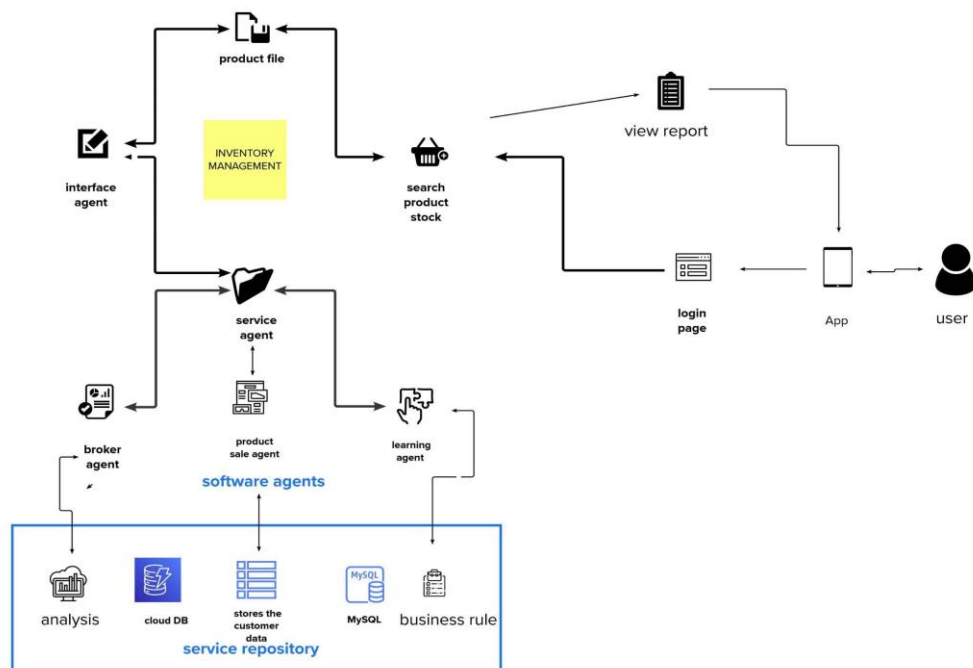 product file
view report
INVENTORY
MANAGEMENT
interface
agent
search
product
stock
login
page
App
user
service
agent
broker
agent
product
sale agent
learning
agent
software agents
MySQL
analysis
cloud DB
stores the
customer
data
MySQL
business rule
service repository